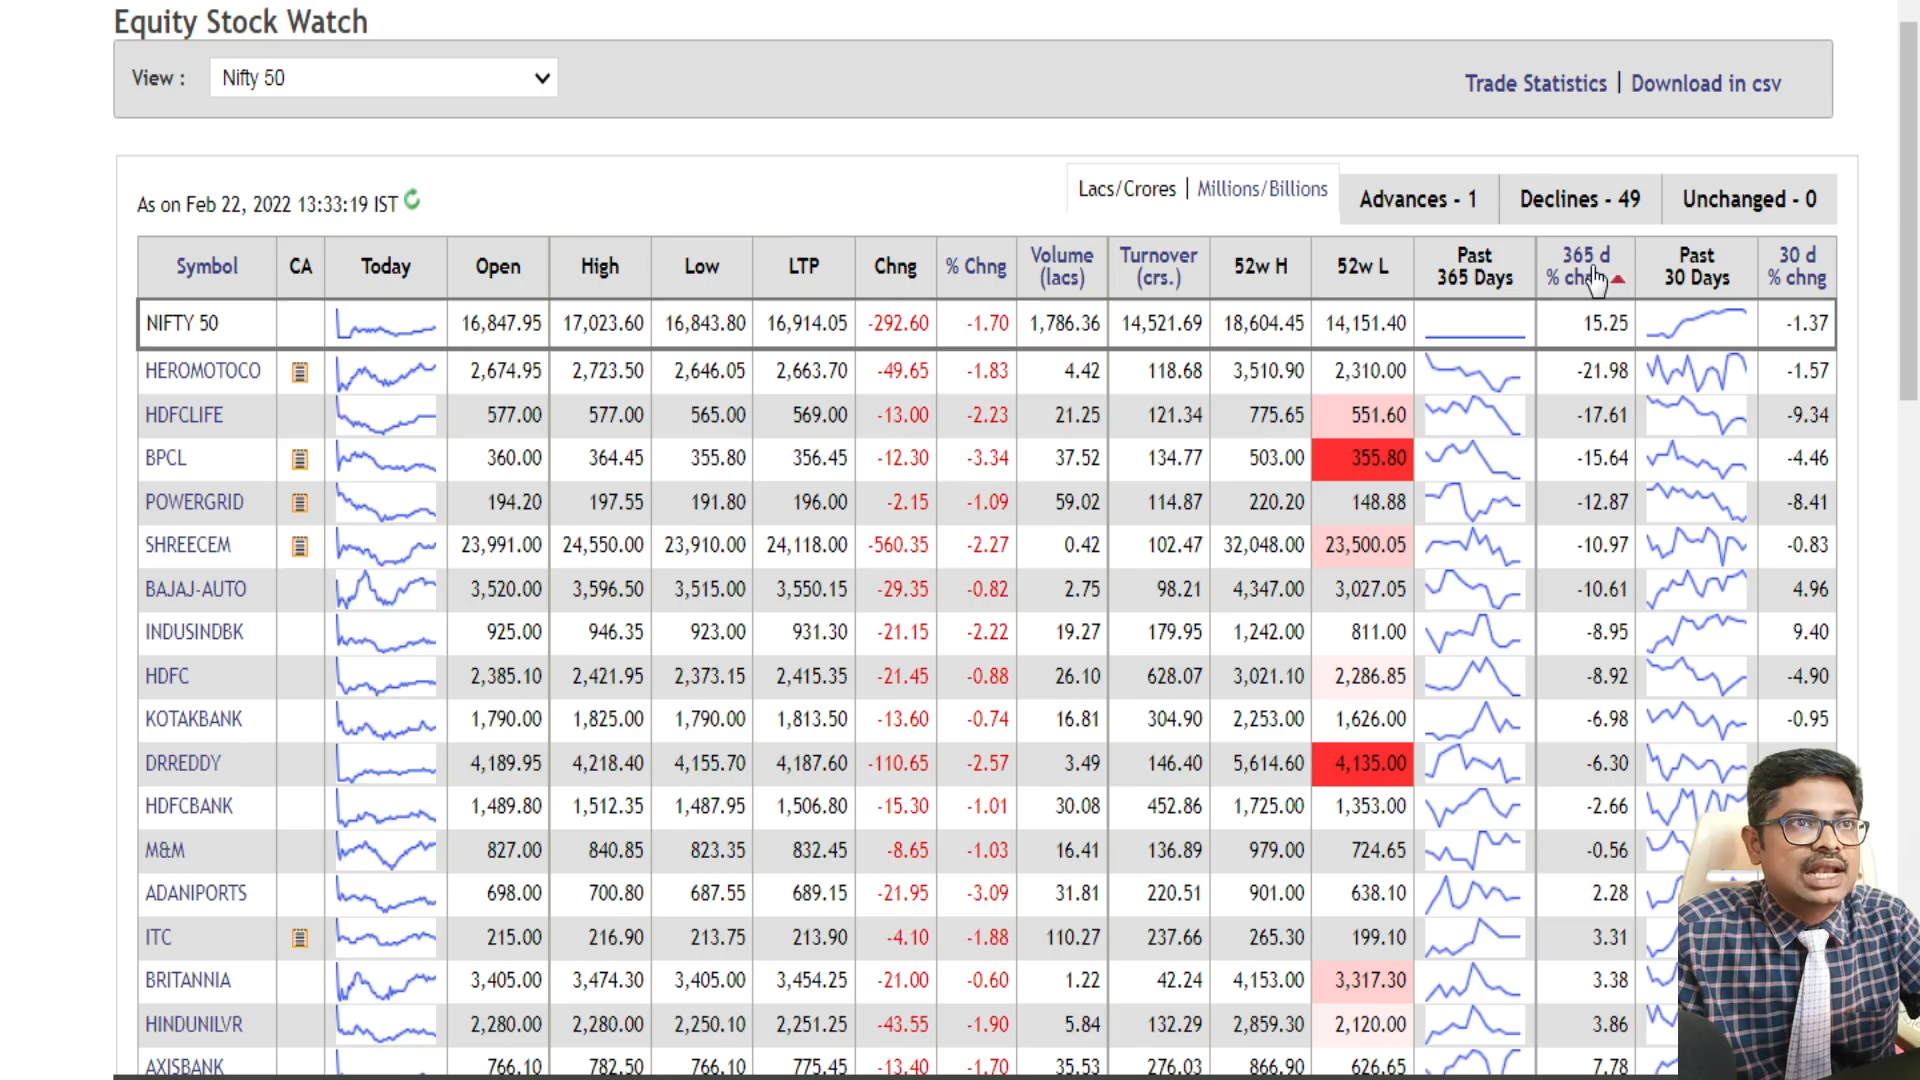 Equity Stock Watch
View : Nifty 50 Trade Statistics | Download in csv
Lacs/Crores | Millions/Billions Advances - 1 Declines - 49 Unchanged - 0
As on Feb 22, 2022 13:33:19 IST
Symbol CA Today Open High Low LTP Chng % Chng Volume (lacs) Turnover (crs.) 52w H 52w L Past 365 Days 365 d % chng Past 30 Days 30 d % chng
NIFTY 50 16,847.95 17,023.60 16,843.80 16,914.05 -292.60 -1.70 1,786.36 14,521.69 18,604.45 14,151.40 15.25 -1.37
HEROMOTOCO 2,674.95 2,723.50 2,646.05 2,663.70 -49.65 -1.83 4.42 118.68 3,510.90 2,310.00 -21.98 -1.57
HDFCLIFE 577.00 577.00 565.00 569.00 -13.00 -2.23 21.25 121.34 775.65 551.60 -17.61 -9.34
BPCL 360.00 364.45 355.80 356.45 -12.30 -3.34 37.52 134.77 503.00 355.80 -15.64 -4.46
POWERGRID 194.20 197.55 191.80 196.00 -2.15 -1.09 59.02 114.87 220.20 148.88 -12.87 -8.41
SHREECEM 23,991.00 24,550.00 23,910.00 24,118.00 -560.35 -2.27 0.42 102.47 32,048.00 23,500.05 -10.97 -0.83
BAJAJ-AUTO 3,520.00 3,596.50 3,515.00 3,550.15 -29.35 -0.82 2.75 98.21 4,347.00 3,027.05 -10.61 4.96
INDUSINDBK 925.00 946.35 923.00 931.30 -21.15 -2.22 19.27 179.95 1,242.00 811.00 -8.95 9.40
HDFC 2,385.10 2,421.95 2,373.15 2,415.35 -21.45 -0.88 26.10 628.07 3,021.10 2,286.85 -8.92 -4.90
KOTAKBANK 1,790.00 1,825.00 1,790.00 1,813.50 -13.60 -0.74 16.81 304.90 2,253.00 1,626.00 -6.98 -0.95
DRREDDY 4,189.95 4,218.40 4,155.70 4,187.60 -110.65 -2.57 3.49 146.40 5,614.60 4,135.00 -6.30
HDFCBANK 1,489.80 1,512.35 1,487.95 1,506.80 -15.30 -1.01 30.08 452.86 1,725.00 1,353.00 -2.66
M&M 827.00 840.85 823.35 832.45 -8.65 -1.03 16.41 136.89 979.00 724.65 -0.56
ADANIPORTS 698.00 700.80 687.55 689.15 -21.95 -3.09 31.81 220.51 901.00 638.10 2.28
ITC 215.00 216.90 213.75 213.90 -4.10 -1.88 110.27 237.66 265.30 199.10 3.31
BRITANNIA 3,405.00 3,474.30 3,405.00 3,454.25 -21.00 -0.60 1.22 42.24 4,153.00 3,317.30 3.38
HINDUNILVR 2,280.00 2,280.00 2,250.10 2,251.25 -43.55 -1.90 5.84 132.29 2,859.30 2,120.00 3.86
AXISBANK 766.10 782.50 766.10 775.45 -13.40 -1.70 35.53 276.03 866.90 626.65 7.78